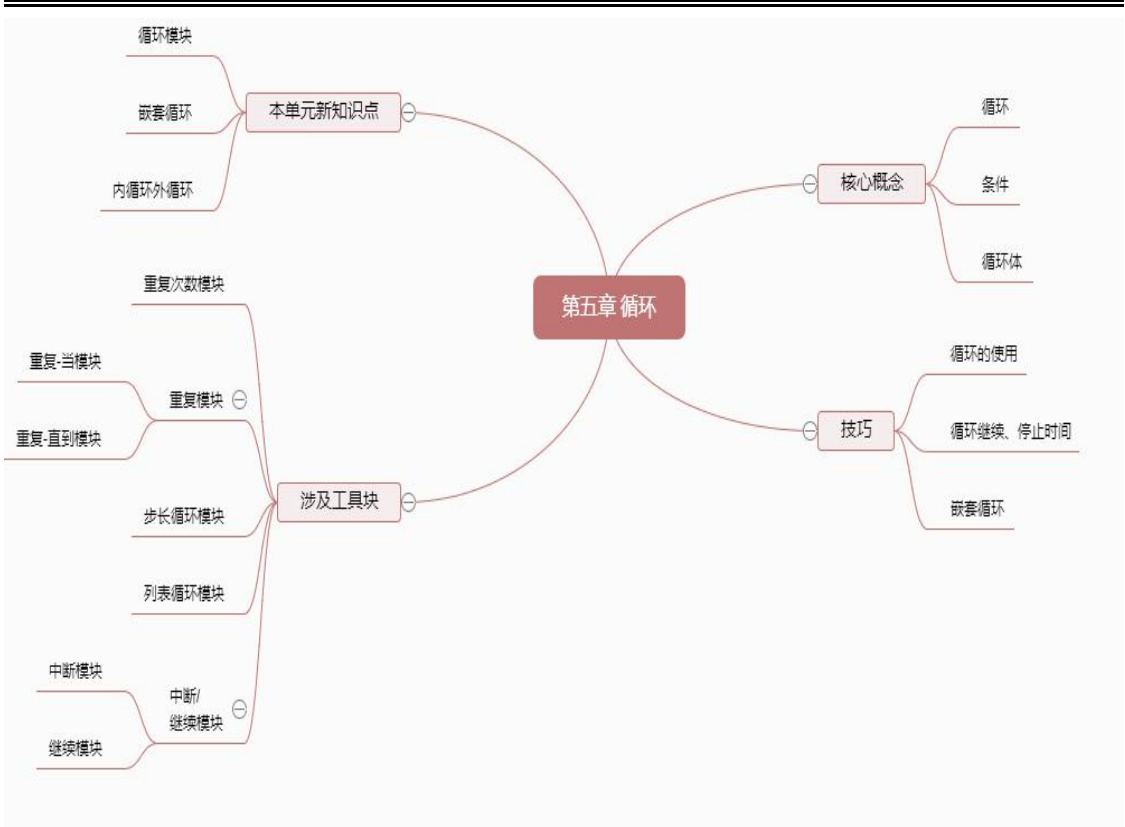 第五章 循环
本单元新知识点
循环模块
嵌套循环
内循环外循环
涉及工具块
重复次数模块
重复模块
重复-当模块
重复-直到模块
步长循环模块
列表循环模块
中断/
继续模块
中断模块
继续模块
核心概念
循环
条件
循环体
技巧
循环的使用
循环继续、停止时间
嵌套循环